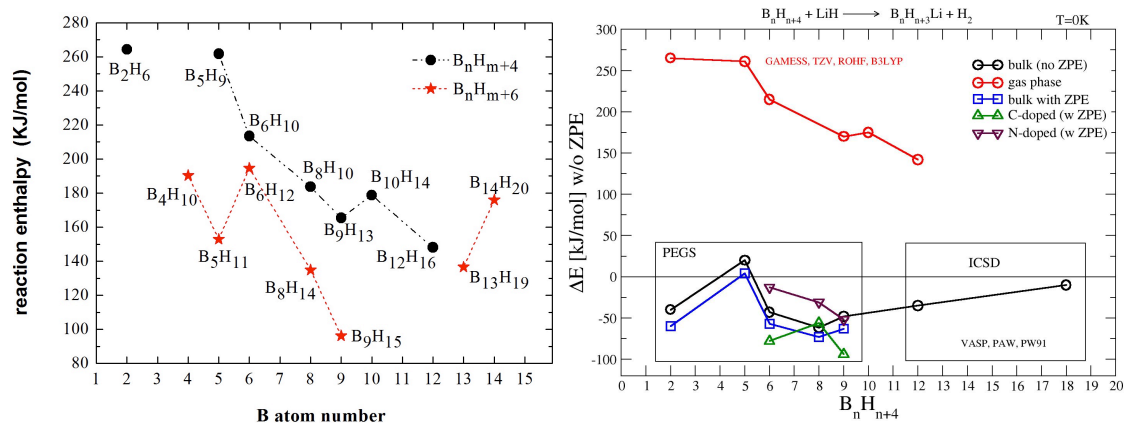 280
260
240
220
200
180
160
140
120
100
80
reaction enthalpy (KJ/mol)
B₂H₆
B₅H₉
B₆H₁₀
B₈H₁₀
B₁₀H₁₄
B₉H₁₃
B₁₂H₁₆
B₄H₁₀
B₅H₁₁
B₆H₁₂
B₈H₁₄
B₉H₁₅
B₁₄H₂₀
B₁₃H₁₉
BₙHₘ₊₄
BₙHₘ₊₆
1 2 3 4 5 6 7 8 9 10 11 12 13 14 15
B atom number
BₙHₙ₊₄ + LiH ⟶ BₙHₙ₊₃Li + H₂
T=0K
300
250
200
150
100
50
0
-50
-100
ΔE [kJ/mol] w/o ZPE
GAMESS, TZV, ROHF, B3LYP
bulk (no ZPE)
gas phase
bulk with ZPE
C-doped (w ZPE)
N-doped (w ZPE)
PEGS
ICSD
VASP, PAW, PW91
0 1 2 3 4 5 6 7 8 9 10 11 12 13 14 15 16 17 18 19 20
BₙHₙ₊₄